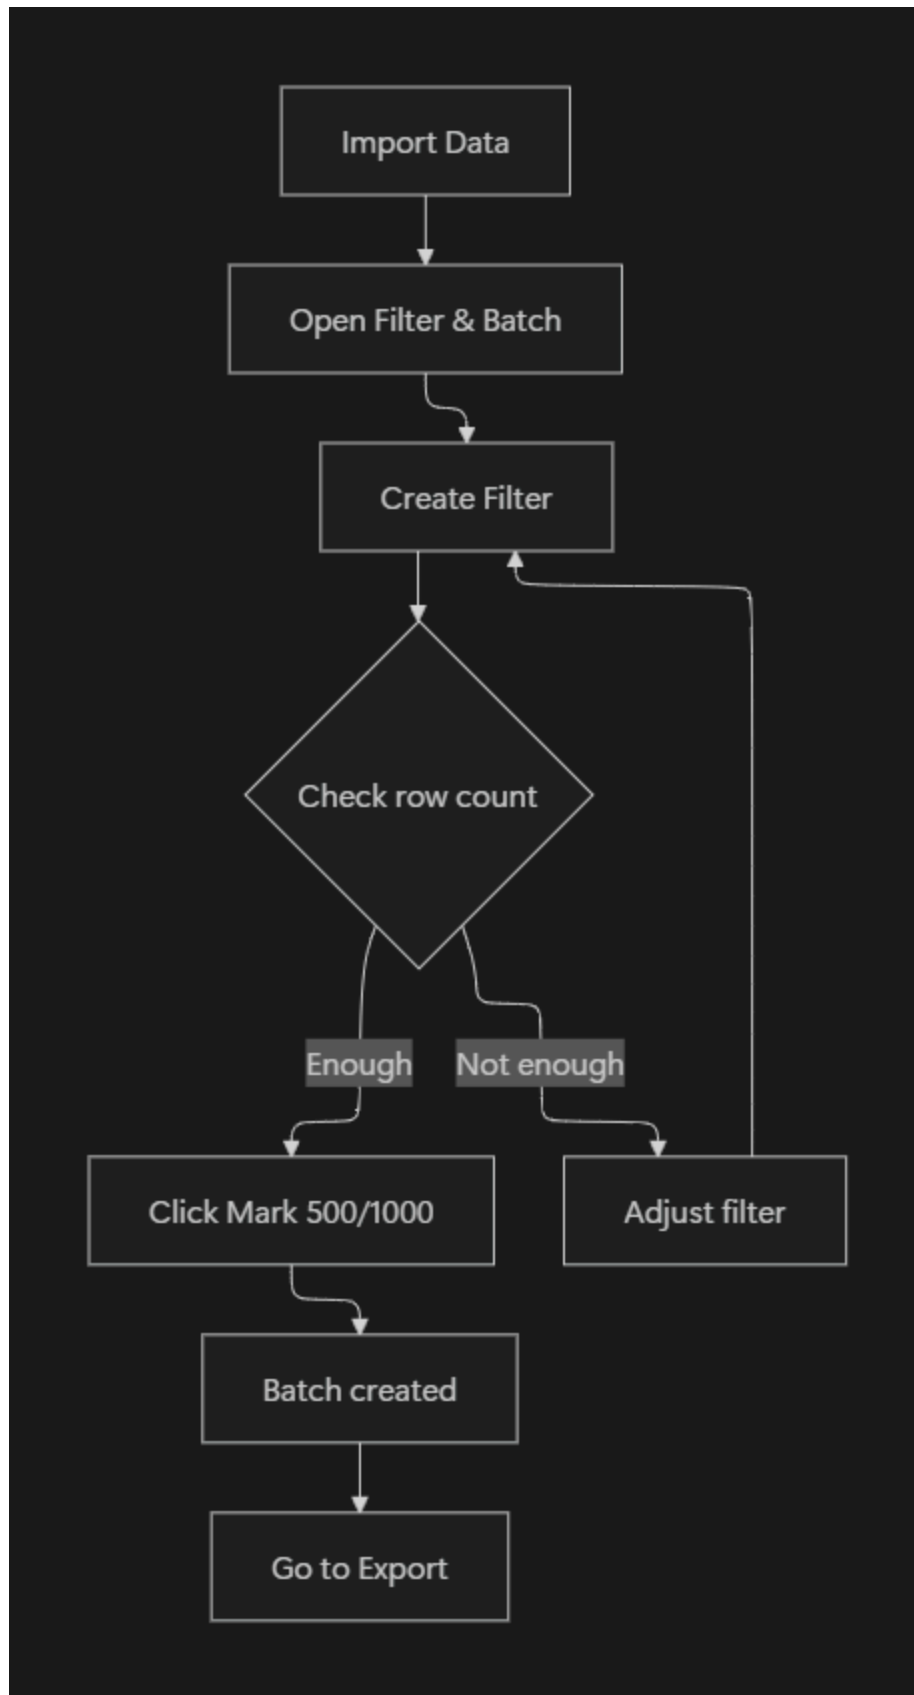 Import Data
Open Filter & Batch
Create Filter
Check row count
Enough
Not enough
Click Mark 500/1000
Adjust filter
Batch created
Go to Export